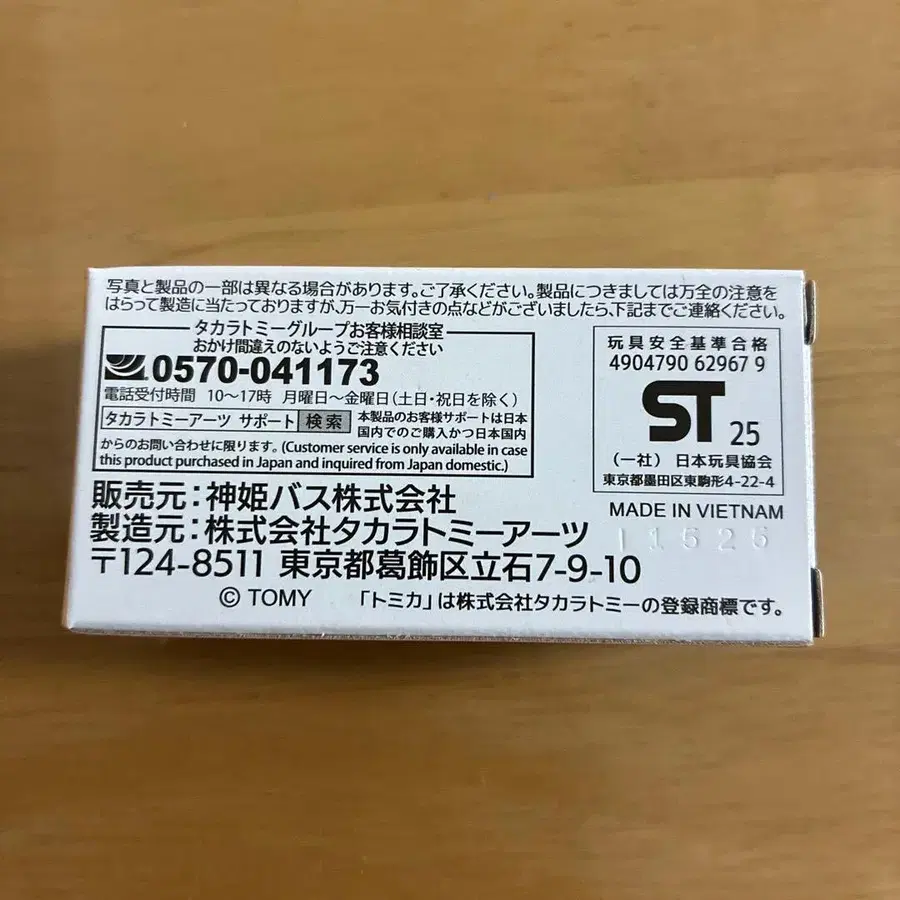 写真と製品の一部は異なる場合があります。ご了承ください。製品につきましては万全の注意を
はらって製造に当たっておりますが、万一お気付きの点などがございましたら、下記までご連絡ください。
タカラトミーグループお客様相談室
おかけ間違えのないようご注意ください
0570-041173
電話受付時間 10〜17時 月曜日〜金曜日(土日・祝日を除く)
タカラトミーアーツ サポート 検索
本製品のお客様サポートは日本
国内でのご購入かつ日本国内
からのお問い合わせに限ります。(Customer service is only available in case
this product purchased in Japan and inquired from Japan domestic.)
玩具安全基準合格
4904790 62967 9
ST 25
(一社) 日本玩具協会
東京都墨田区東駒形4-22-4
MADE IN VIETNAM
販売元:神姫バス株式会社
製造元:株式会社タカラトミーアーツ
〒124-8511 東京都葛飾区立石7-9-10
© TOMY 「トミカ」は株式会社タカラトミーの登録商標です。